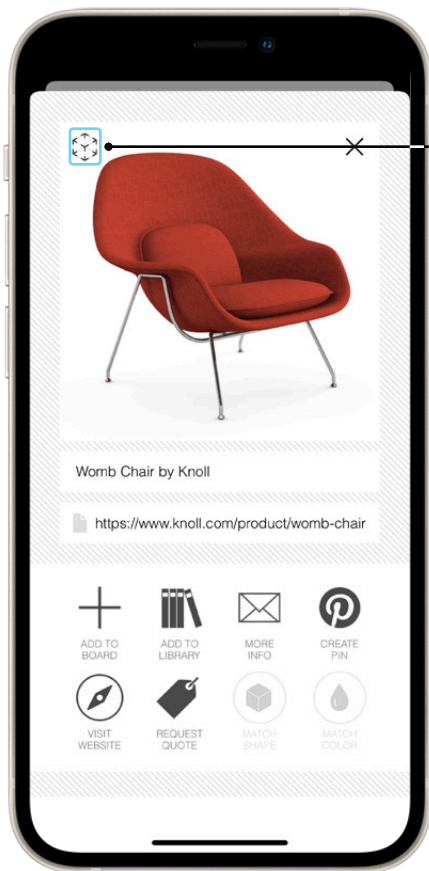 Womb Chair by Knoll
https://www.knoll.com/product/womb-chair
ADD TO
BOARD
ADD TO
LIBRARY
MORE
INFO
CREATE
PIN
VISIT
WEBSITE
REQUEST
QUOTE
MATCH
SHAPE
MATCH
COLOR